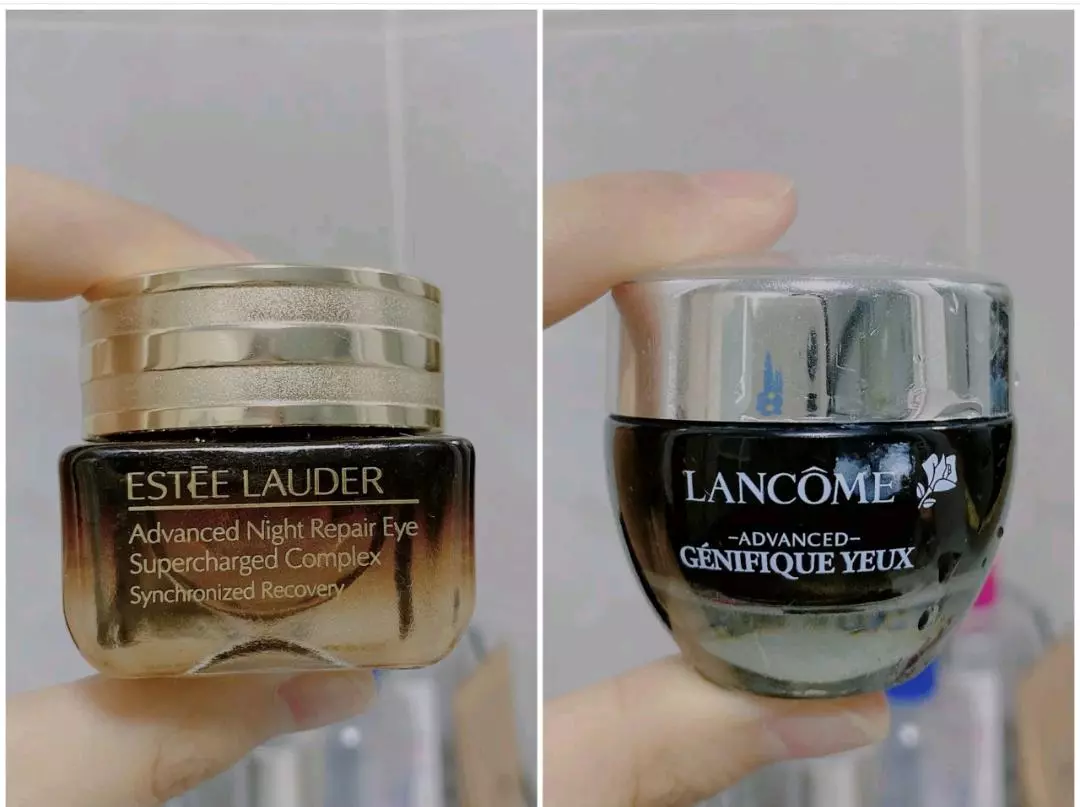 ESTĒE LAUDER
Advanced Night Repair Eye
Supercharged Complex
Synchronized Recovery
LANCÔME
-ADVANCED-
GÉNIFIQUE YEUX